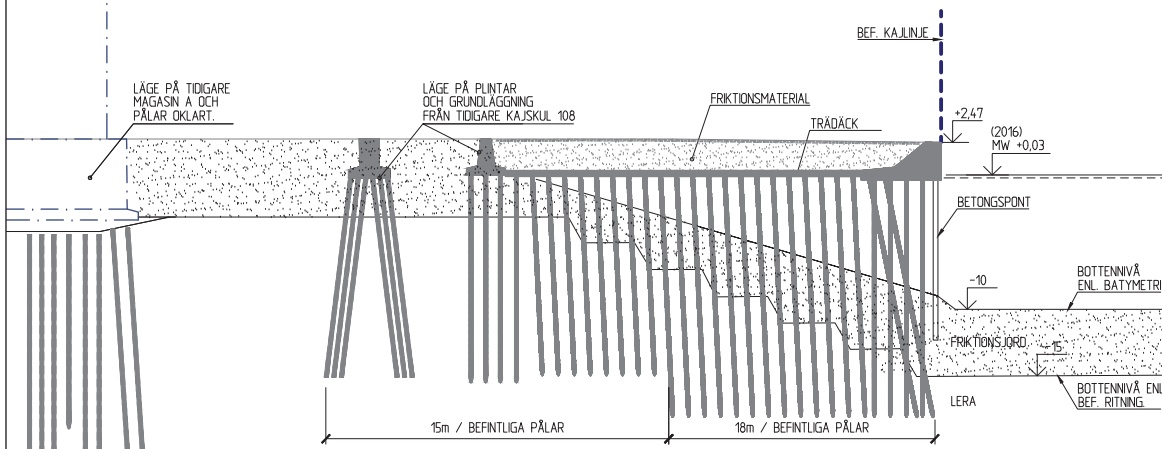 BEF. KAJLINJE
LÄGE PÅ TIDIGARE
MAGASIN A OCH
PÅLAR OKLART.
LÄGE PÅ PLINTAR
OCH GRUNDLÄGGNING
FRÅN TIDIGARE KAJSKUL 108
FRIKTIONSMATERIAL
TRÄDÄCK
+2,47
(2016)
MW +0,03
BETONGSPONT
-10
BOTTENNIVÅ
ENL. BATYMETRI
FRIKTIONSJORD
-15
BOTTENNIVÅ ENL
BEF. RITNING.
LERA
15m / BEFINTLIGA PÅLAR
18m / BEFINTLIGA PÅLAR